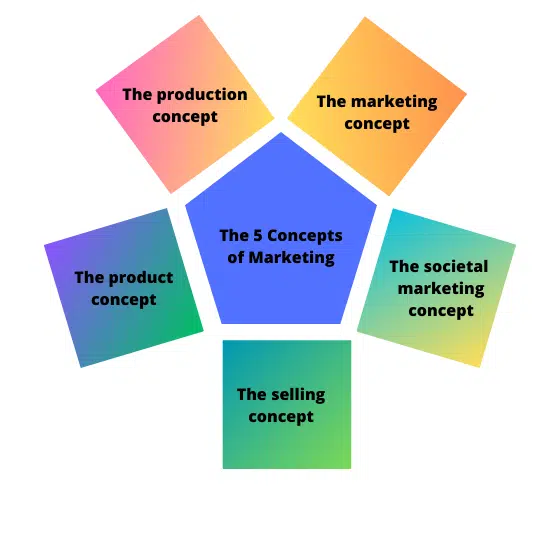 The production
concept
The marketing
concept
The 5 Concepts
of Marketing
The product
concept
The societal
marketing
concept
The selling
concept